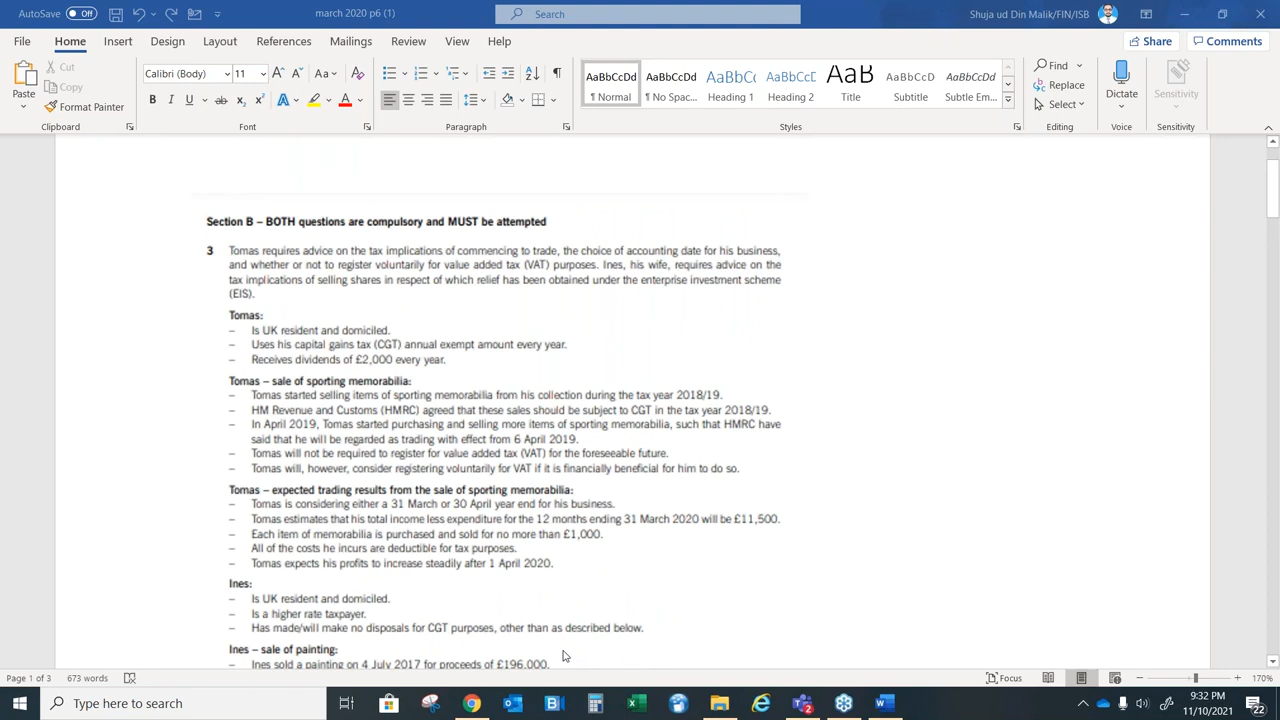 AutoSave Off march 2020 p6 (1) Search Shuja ud Din Malik/FIN/ISB
File Home Insert Design Layout References Mailings Review View Help Share Comments
Paste Cut Copy Format Painter
Calibri (Body) 11
AaBbCcDd ¶ Normal
AaBbCcDd ¶ No Spac...
AaBbCc Heading 1
AaBbCcC Heading 2
AaB Title
AaBbCcD Subtitle
AaBbCcDd Subtle Em...
Find Replace Select Dictate Sensitivity
Clipboard Font Paragraph Styles Editing Voice Sensitivity
Section B – BOTH questions are compulsory and MUST be attempted
3 Tomas requires advice on the tax implications of commencing to trade, the choice of accounting date for his business,
and whether or not to register voluntarily for value added tax (VAT) purposes. Ines, his wife, requires advice on the
tax implications of selling shares in respect of which relief has been obtained under the enterprise investment scheme
(EIS).
Tomas:
– Is UK resident and domiciled.
– Uses his capital gains tax (CGT) annual exempt amount every year.
– Receives dividends of £2,000 every year.
Tomas – sale of sporting memorabilia:
– Tomas started selling items of sporting memorabilia from his collection during the tax year 2018/19.
– HM Revenue and Customs (HMRC) agreed that these sales should be subject to CGT in the tax year 2018/19.
– In April 2019, Tomas started purchasing and selling more items of sporting memorabilia, such that HMRC have
said that he will be regarded as trading with effect from 6 April 2019.
– Tomas will not be required to register for value added tax (VAT) for the foreseeable future.
– Tomas will, however, consider registering voluntarily for VAT if it is financially beneficial for him to do so.
Tomas – expected trading results from the sale of sporting memorabilia:
– Tomas is considering either a 31 March or 30 April year end for his business.
– Tomas estimates that his total income less expenditure for the 12 months ending 31 March 2020 will be £11,500.
– Each item of memorabilia is purchased and sold for no more than £1,000.
– All of the costs he incurs are deductible for tax purposes.
– Tomas expects his profits to increase steadily after 1 April 2020.
Ines:
– Is UK resident and domiciled.
– Is a higher rate taxpayer.
– Has made/will make no disposals for CGT purposes, other than as described below.
Ines – sale of painting:
– Ines sold a painting on 4 July 2017 for proceeds of £196,000.
Page 1 of 3 673 words Focus 170%
Type here to search 9:32 PM
11/10/2021 22